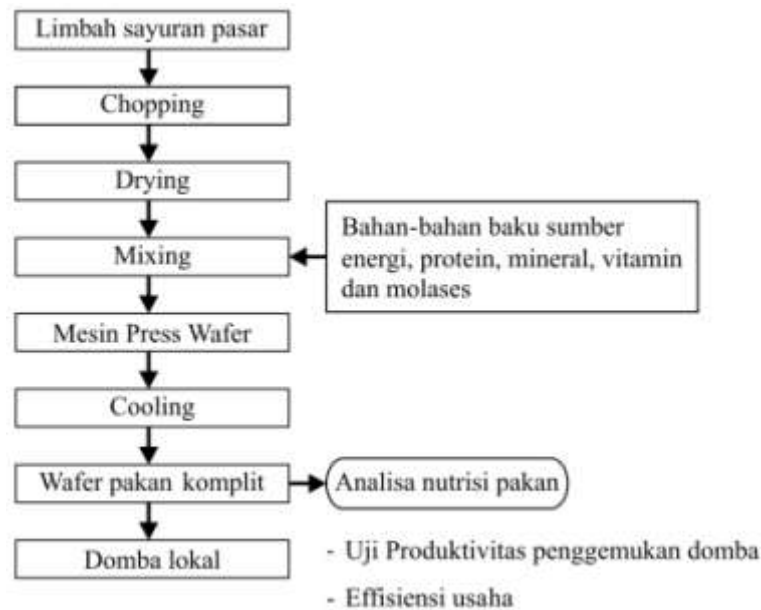 Limbah sayuran pasar
Chopping
Drying
Mixing
Bahan-bahan baku sumber
energi, protein, mineral, vitamin
dan molases
Mesin Press Wafer
Cooling
Wafer pakan komplit
Analisa nutrisi pakan
Domba lokal
- Uji Produktivitas penggemukan domba
- Effisiensi usaha